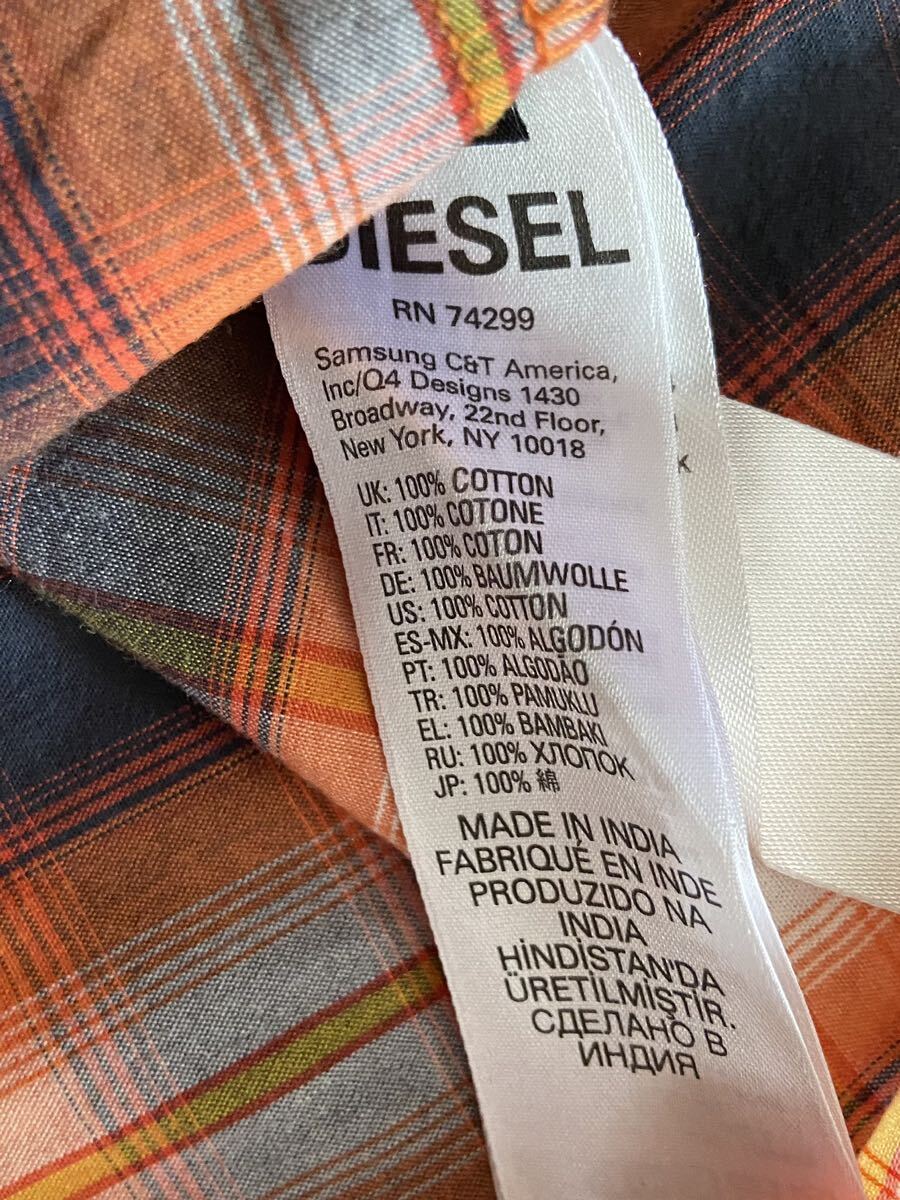 DIESEL
RN 74299
Samsung C&T America,
Inc/Q4 Designs 1430
Broadway, 22nd Floor,
New York, NY 10018
UK: 100% COTTON
IT: 100% COTONE
FR: 100% COTON
DE: 100% BAUMWOLLE
US: 100% COTTON
ES-MX: 100% ALGODÓN
PT: 100% ALGODÃO
TR: 100% PAMUKLU
EL: 100% BAMBAKI
RU: 100% ХЛОПОК
JP: 100% 綿
MADE IN INDIA
FABRIQUÉ EN INDE
PRODUZIDO NA
INDIA
HİNDİSTAN'DA
ÜRETİLMİŞTİR.
СДЕЛАНО В
ИНДИЯ
K